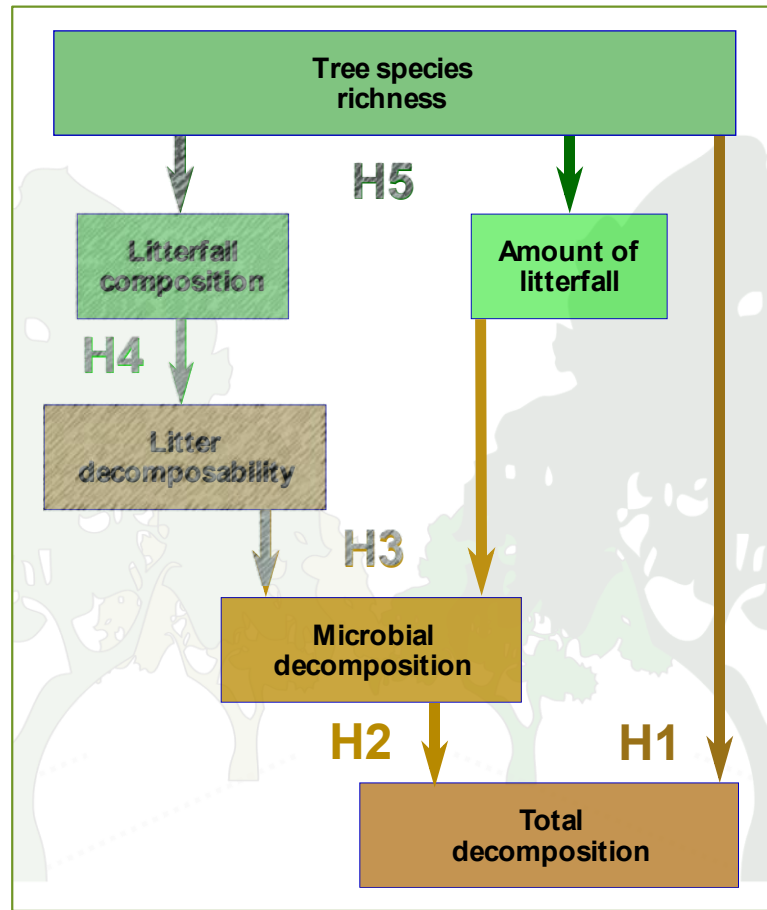 Tree species
richness
H5
Litterfall
composition
Amount of
litterfall
H4
Litter
decomposability
H3
Microbial
decomposition
H2
H1
Total
decomposition